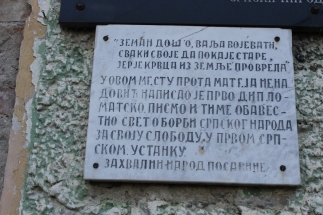 "ЗЕМАН ДОШ'О, ВАЉА ВОЈЕВАТИ,
СВАКИ СВОЈЕ ДА ПОКАЈЕ СТАРЕ,
ЈЕР ЈЕ КРВЦА ИЗ ЗЕМЉЕ ПРОВРЕЛА"
У ОВОМ МЕСТУ ПРОТА МАТЕЈА НЕНА
ДОВИЋ НАПИСАО ЈЕ ПРВО ДИПЛО-
МАТСКО ПИСМО И ТИМЕ ОБАВЕС-
ТИО СВЕТ О БОРБИ СРПСКОГ НАРОДА
ЗА СВОЈУ СЛОБОДУ, У ПРВОМ СРП-
СКОМ УСТАНКУ
ЗАХВАЛНИ НАРОД ПОСАВИНЕ